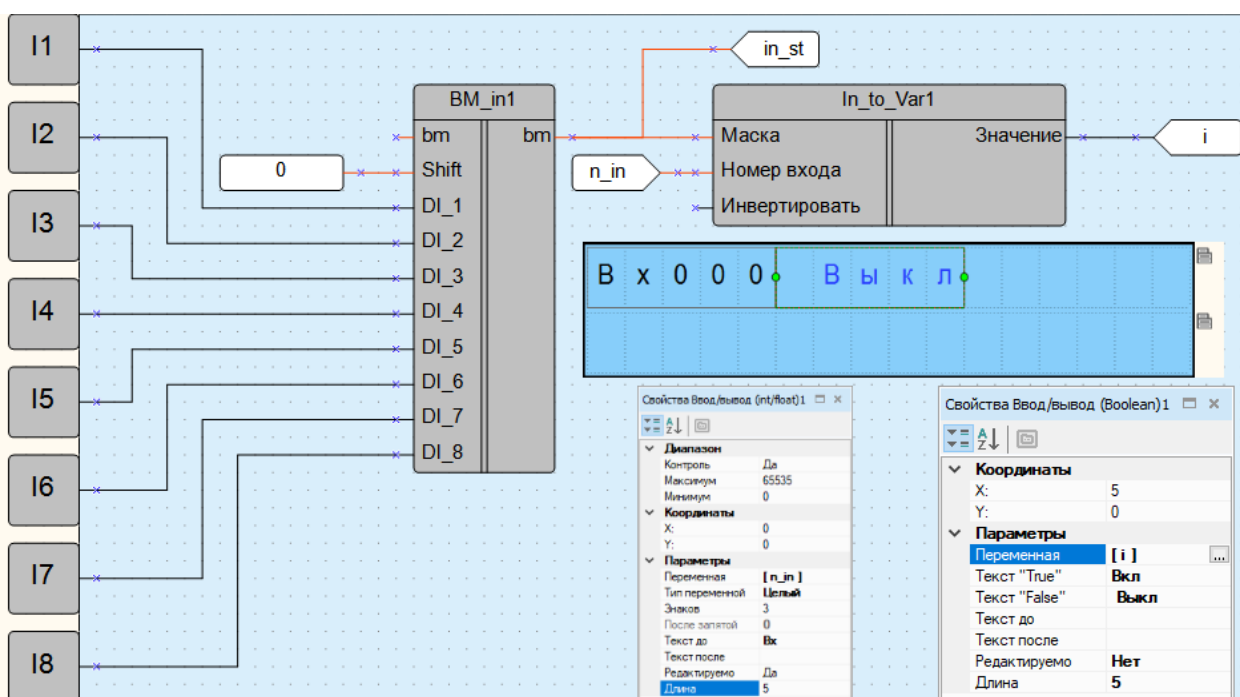 I1
I2
I3
I4
I5
I6
I7
I8
0
BM_in1
bm bm
Shift
DI_1
DI_2
DI_3
DI_4
DI_5
DI_6
DI_7
DI_8
in_st
n_in
In_to_Var1
Маска Значение
Номер входа
Инвертировать
i
Вх000 Выкл
Свойства Ввод/вывод (int/float)1
Диапазон
Контроль Да
Максимум 65535
Минимум 0
Координаты
X: 0
Y: 0
Параметры
Переменная [ n_in ]
Тип переменной Целый
Знаков 3
После запятой 0
Текст до Вх
Текст после
Редактируемо Да
Длина 5
Свойства Ввод/вывод (Boolean)1
Координаты
X: 5
Y: 0
Параметры
Переменная [ i ] ...
Текст "True" Вкл
Текст "False" Выкл
Текст до
Текст после
Редактируемо Нет
Длина 5